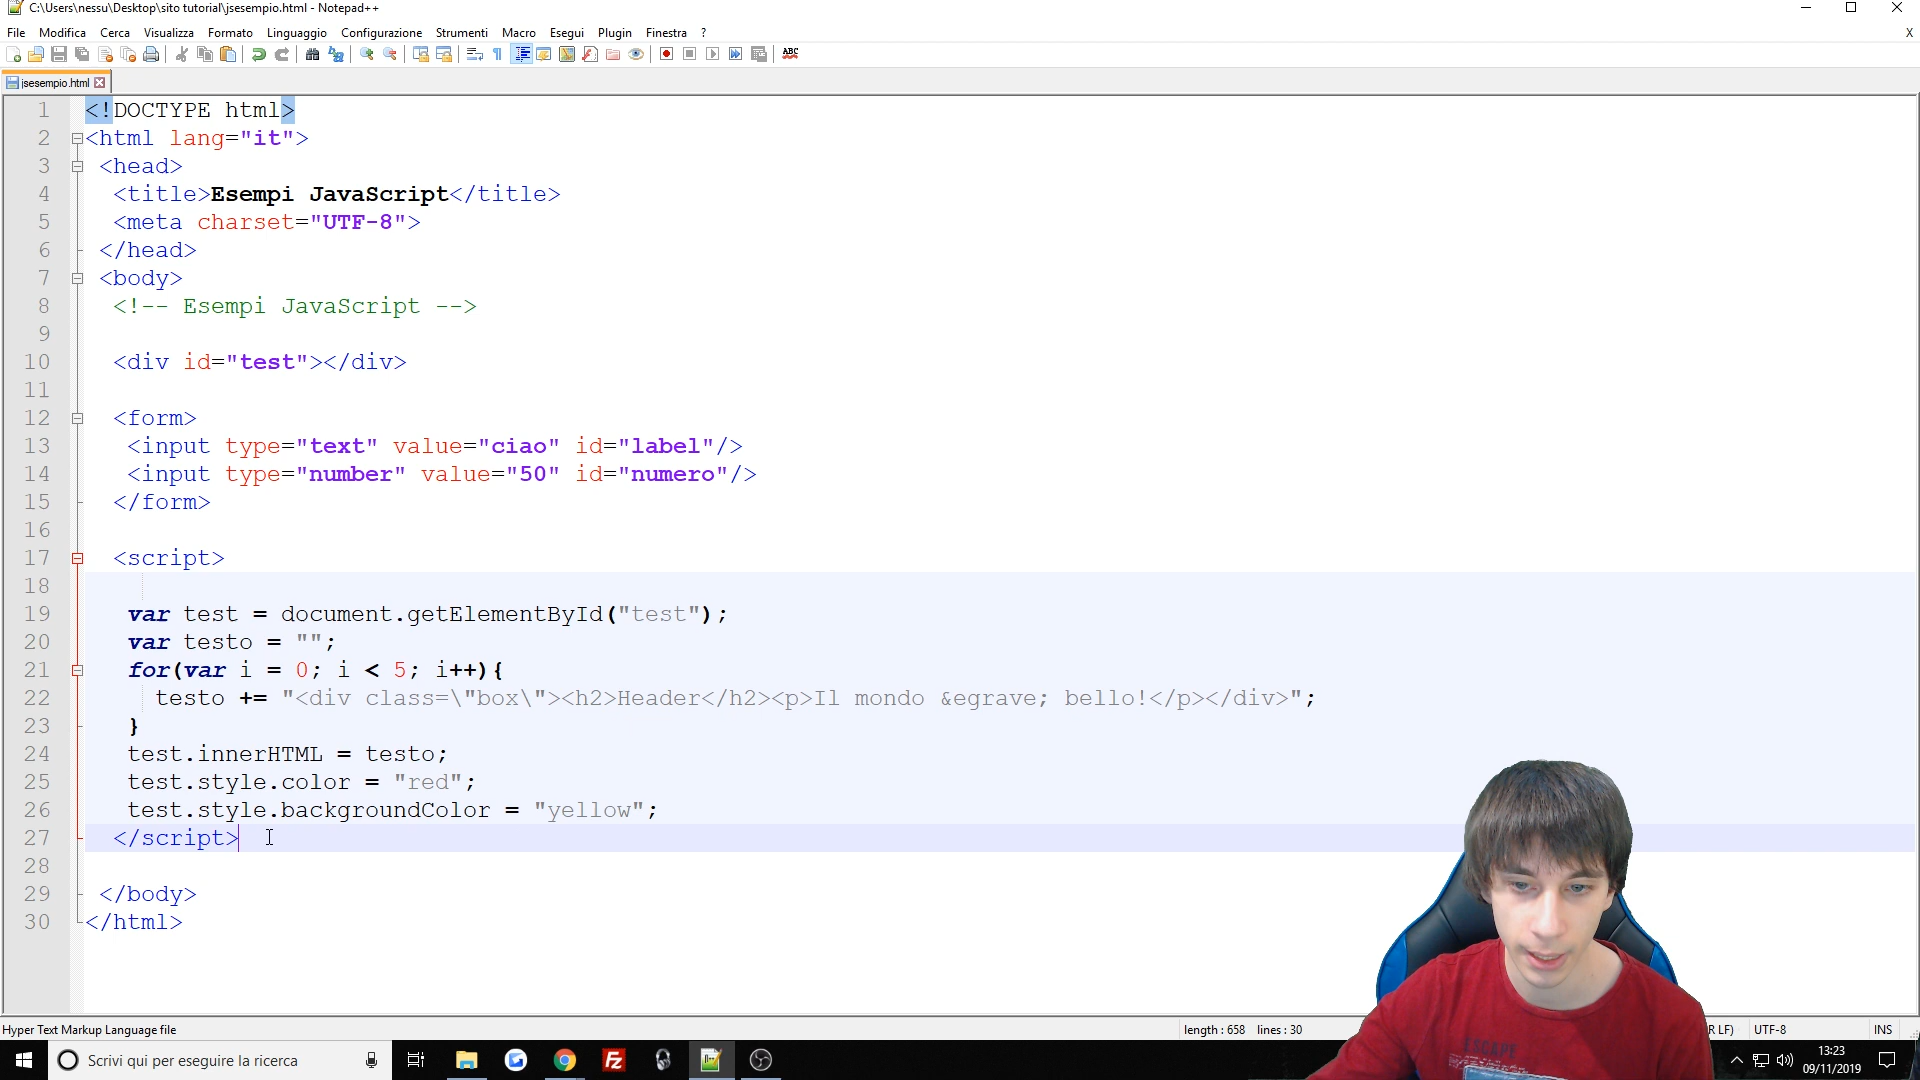 C:\Users\nessu\Desktop\sito tutorial\jsesempio.html - Notepad++
File Modifica Cerca Visualizza Formato Linguaggio Configurazione Strumenti Macro Esegui Plugin Finestra ? X
ABC
jsesempio.html
1 <!DOCTYPE html>
2 <html lang="it">
3 <head>
4 <title>Esempi JavaScript</title>
5 <meta charset="UTF-8">
6 </head>
7 <body>
8 <!-- Esempi JavaScript -->
9
10 <div id="test"></div>
11
12 <form>
13 <input type="text" value="ciao" id="label"/>
14 <input type="number" value="50" id="numero"/>
15 </form>
16
17 <script>
18
19 var test = document.getElementById("test");
20 var testo = "";
21 for(var i = 0; i < 5; i++){
22 testo += "<div class=\"box\"><h2>Header</h2><p>Il mondo &egrave; bello!</p></div>";
23 }
24 test.innerHTML = testo;
25 test.style.color = "red";
26 test.style.backgroundColor = "yellow";
27 </script>
28
29 </body>
30 </html>
Hyper Text Markup Language file length : 658 lines : 30 R LF) UTF-8 INS
ESCAPE
Scrivi qui per eseguire la ricerca
13:23
09/11/2019